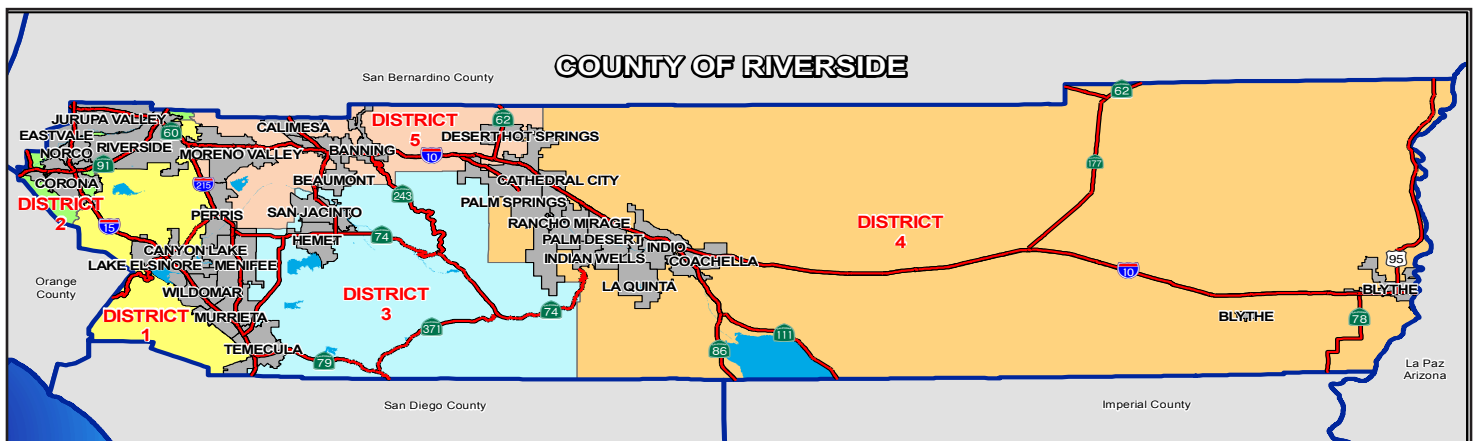 COUNTY OF RIVERSIDE
San Bernardino County
62
JURUPA VALLEY
EASTVALE
60
CALIMESA
DISTRICT
5
62
DESERT HOT SPRINGS
NORCO
RIVERSIDE
MORENO VALLEY
BANNING
10
91
177
CORONA
215
BEAUMONT
CATHEDRAL CITY
243
DISTRICT
2
PERRIS
SAN JACINTO
PALM SPRINGS
15
RANCHO MIRAGE
DISTRICT
4
HEMET
74
PALM DESERT
INDIO
CANYON LAKE
LAKE ELSINORE
MENIFEE
INDIAN WELLS
COACHELLA
10
95
Orange
County
WILDOMAR
DISTRICT
3
LA QUINTA
BLYTHE
DISTRICT
1
MURRIETA
74
BLYTHE
78
371
111
TEMECULA
79
86
La Paz
Arizona
San Diego County
Imperial County